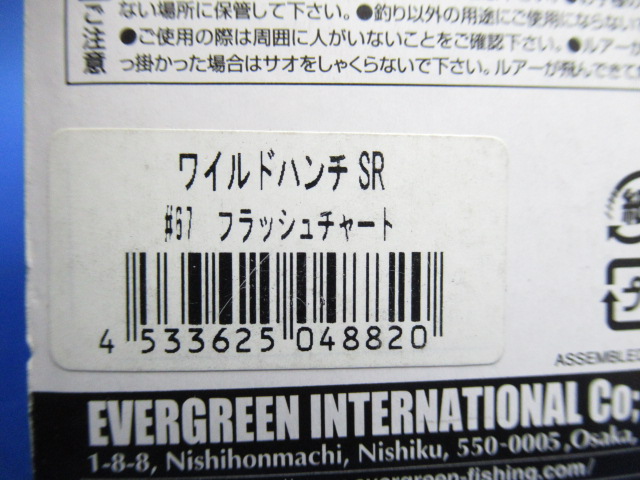 ご注意
ない場所に保管して下さい。●釣り以外の用途にご使用にならない
●ご使用の際は周囲に人がいないことをご確認下さい。●ルアーが
っ掛かった場合はサオをしゃくらないで下さい。ルアーが飛んできて
ワイルドハンチ SR
#67 フラッシュチャート
4 533625 048820
ASSEMBLED
EVERGREEN INTERNATIONAL Co;
1-8-8, Nishihonmachi, Nishiku, 550-0005, Osaka,
evergreen-fishing.com/